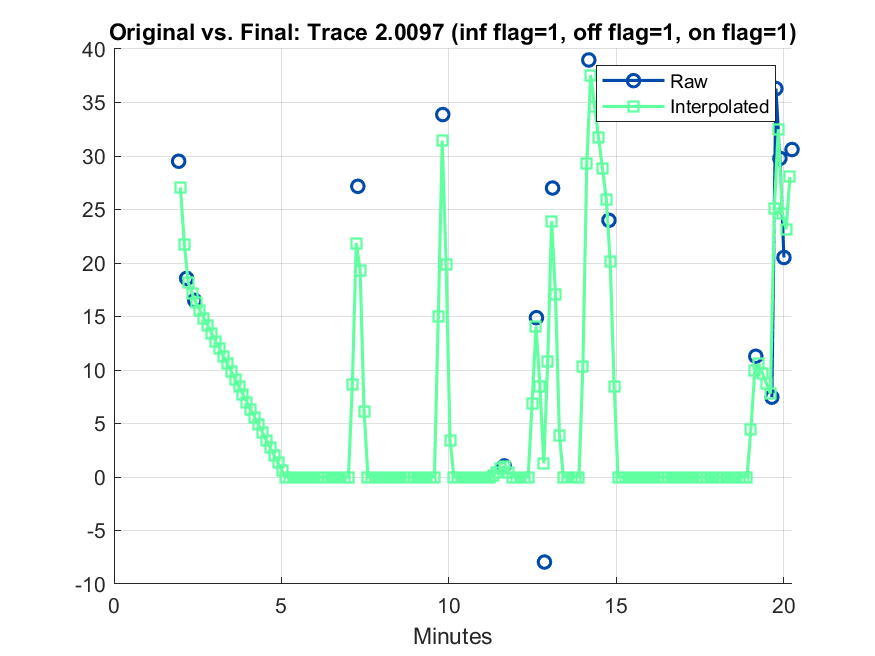 Original vs. Final: Trace 2.0097 (inf flag=1, off flag=1, on flag=1)
40
35
30
25
20
15
10
5
0
-5
-10
Raw
Interpolated
0 5 10 15 20
Minutes